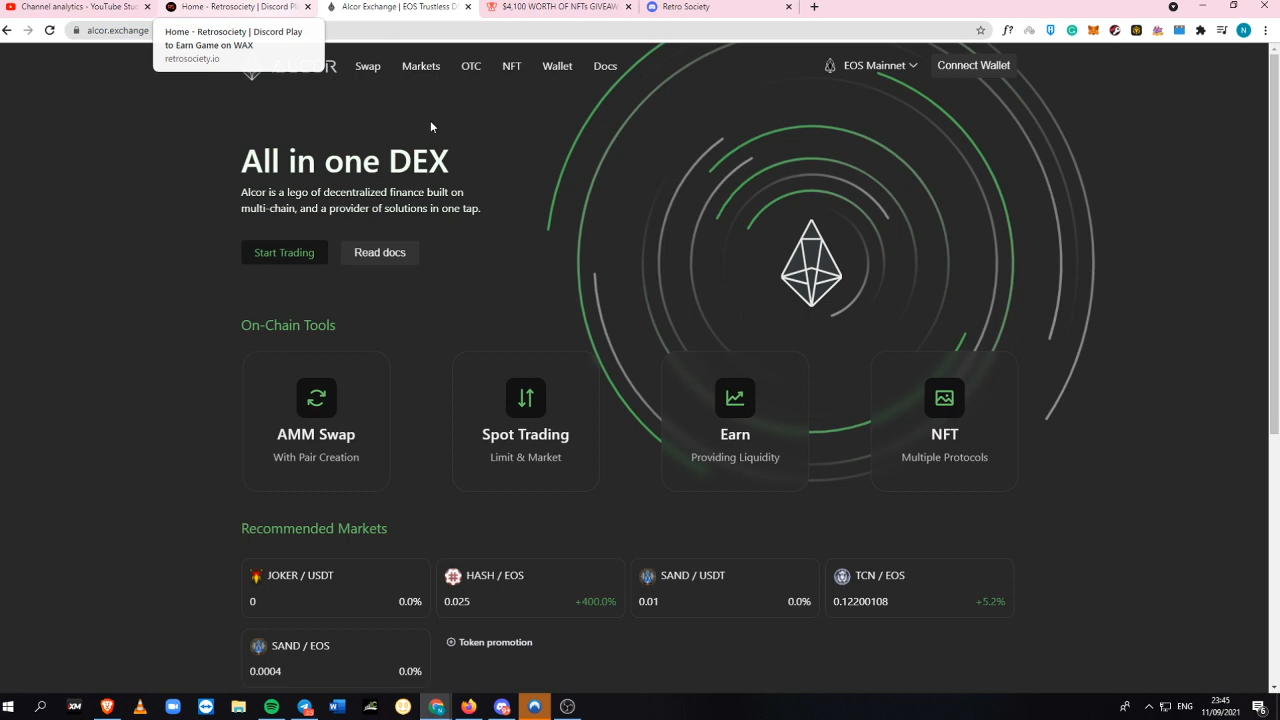 Channel analytics - YouTube Stud
Home - Retrosociety | Discord Pl
Alcor Exchange | EOS Trustless D
$4,100 WORTH OF NFTs GIVEAW
Retro Society
alcor.exchange
Home - Retrosociety | Discord Play
to Earn Game on WAX
retrosociety.io
ALCOR
Swap
Markets
OTC
NFT
Wallet
Docs
EOS Mainnet
Connect Wallet
All in one DEX
Alcor is a lego of decentralized finance built on
multi-chain, and a provider of solutions in one tap.
Start Trading
Read docs
On-Chain Tools
AMM Swap
With Pair Creation
Spot Trading
Limit & Market
Earn
Providing Liquidity
NFT
Multiple Protocols
Recommended Markets
JOKER / USDT
0
0.0%
HASH / EOS
0.025
+400.0%
SAND / USDT
0.01
0.0%
TCN / EOS
0.12200108
+5.2%
SAND / EOS
0.0004
0.0%
Token promotion
ENG
23:45
11/09/2021